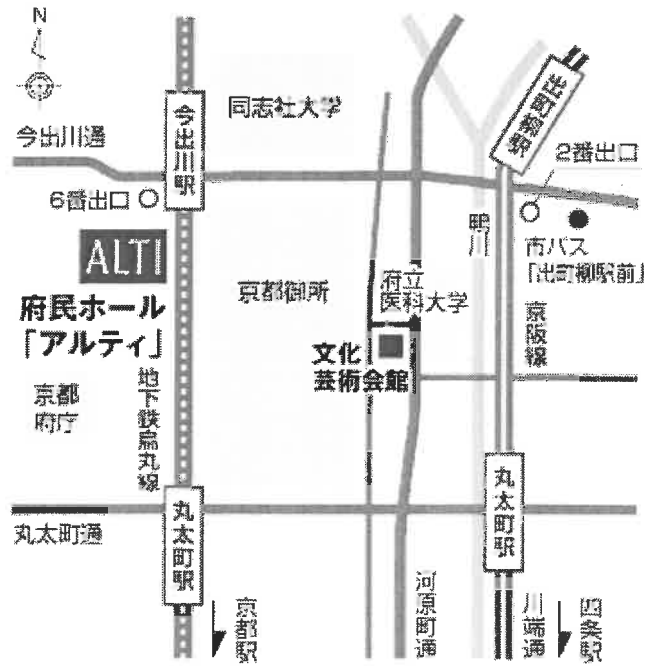 N
同志社大学
今出川通
今出川駅
出町柳駅
2番出口
6番出口
鴨川
市バス
「出町柳駅前」
ALTI
府民ホール
「アルティ」
京都御所
府立
医科大学
文化
芸術会館
京阪線
京都
府庁
地下鉄烏丸線
丸太町通
丸太町駅
丸太町駅
京都駅
河原町通
川端通
四条駅